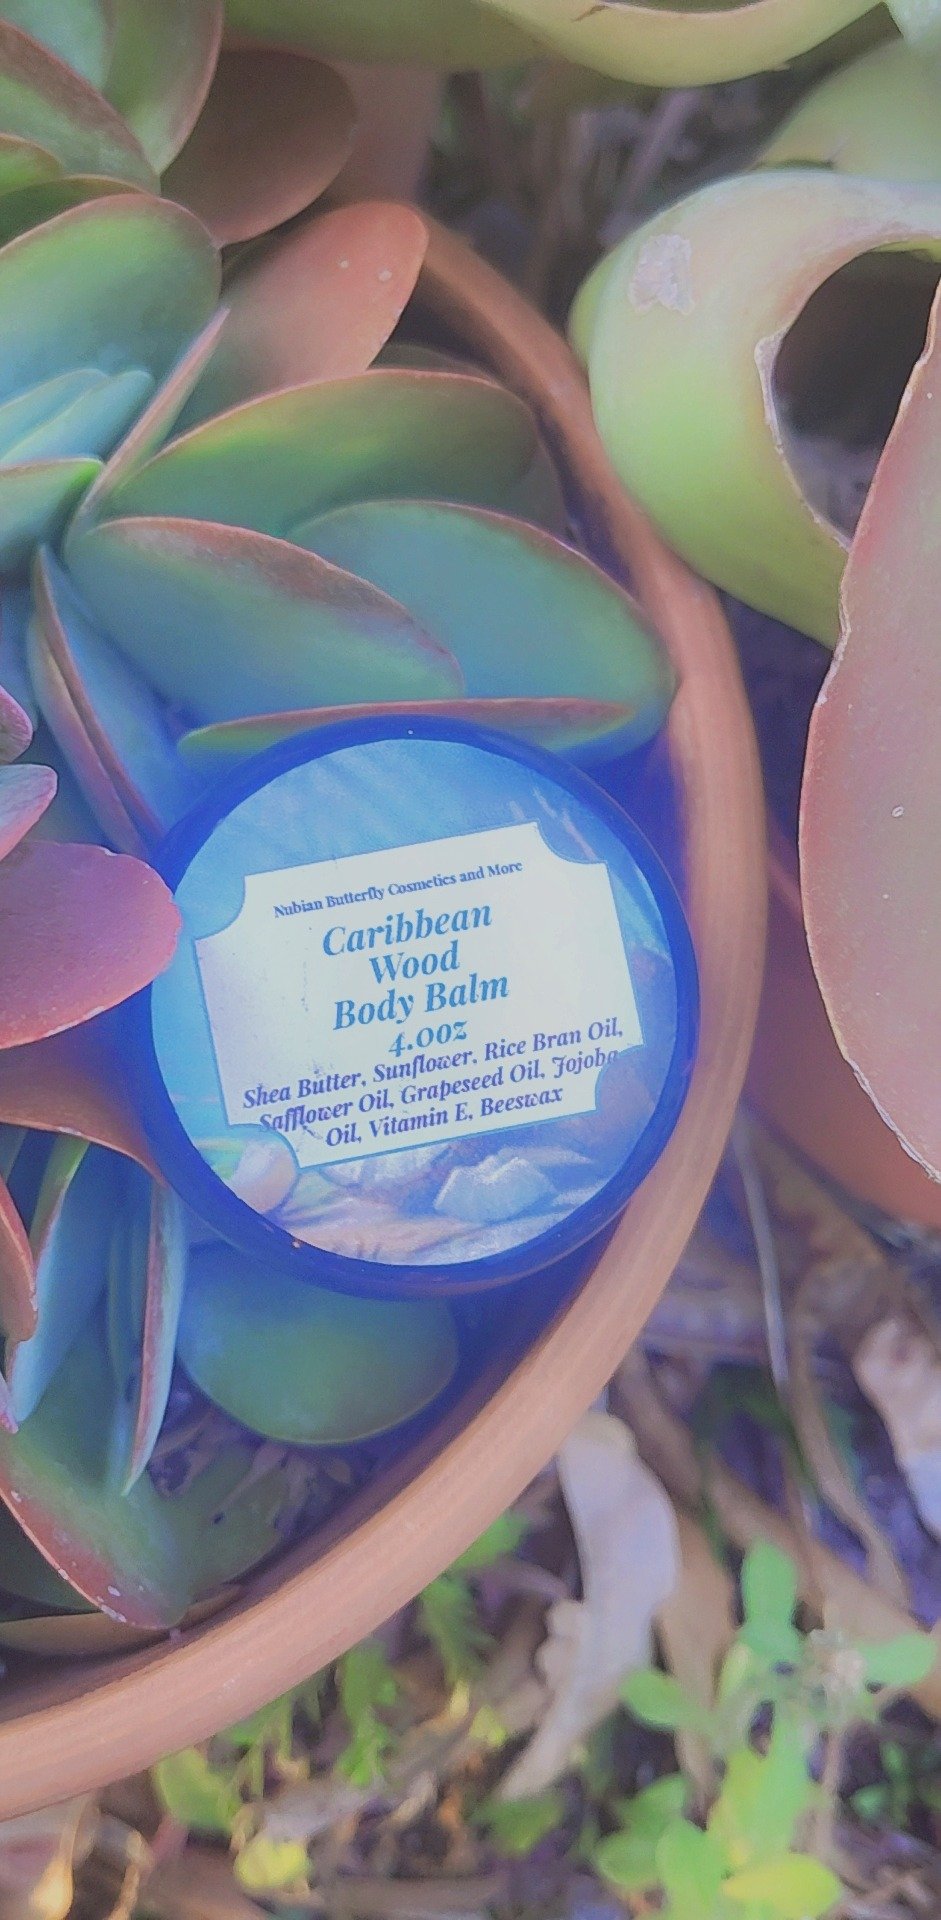 Nubian Butterfly Cosmetics and More
Caribbean
Wood
Body Balm
4.0oz
Shea Butter, Sunflower, Rice Bran Oil,
Safflower Oil, Grapeseed Oil, Jojoba
Oil, Vitamin E, Beeswax